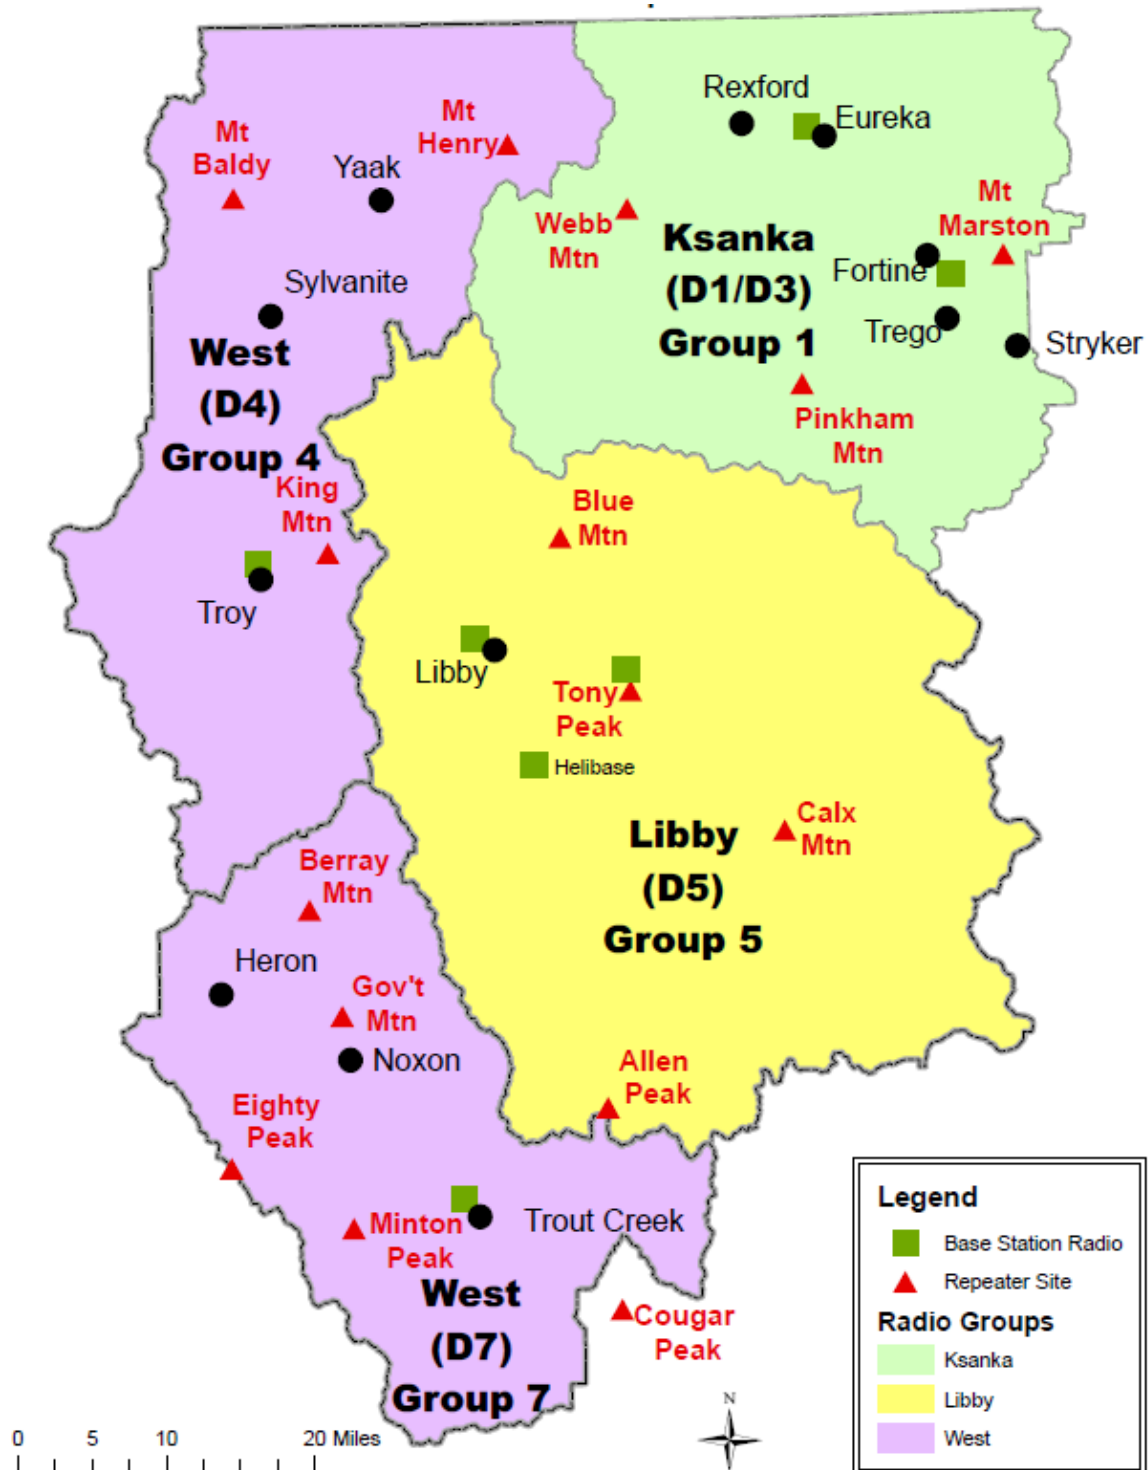 Rexford
Eureka
Mt
Henry
Mt
Baldy
Yaak
Webb
Mtn
Mt
Marston
Ksanka
(D1/D3)
Group 1
Fortine
Trego
Stryker
Sylvanite
West
(D4)
Group 4
Pinkham
Mtn
King
Mtn
Blue
Mtn
Troy
Libby
Tony
Peak
Helibase
Calx
Mtn
Libby
(D5)
Group 5
Berray
Mtn
Heron
Gov't
Mtn
Noxon
Allen
Peak
Eighty
Peak
Minton
Peak
Trout Creek
West
(D7)
Group 7
Cougar
Peak
Legend
Base Station Radio
Repeater Site
Radio Groups
Ksanka
Libby
West
N
0 5 10 20 Miles